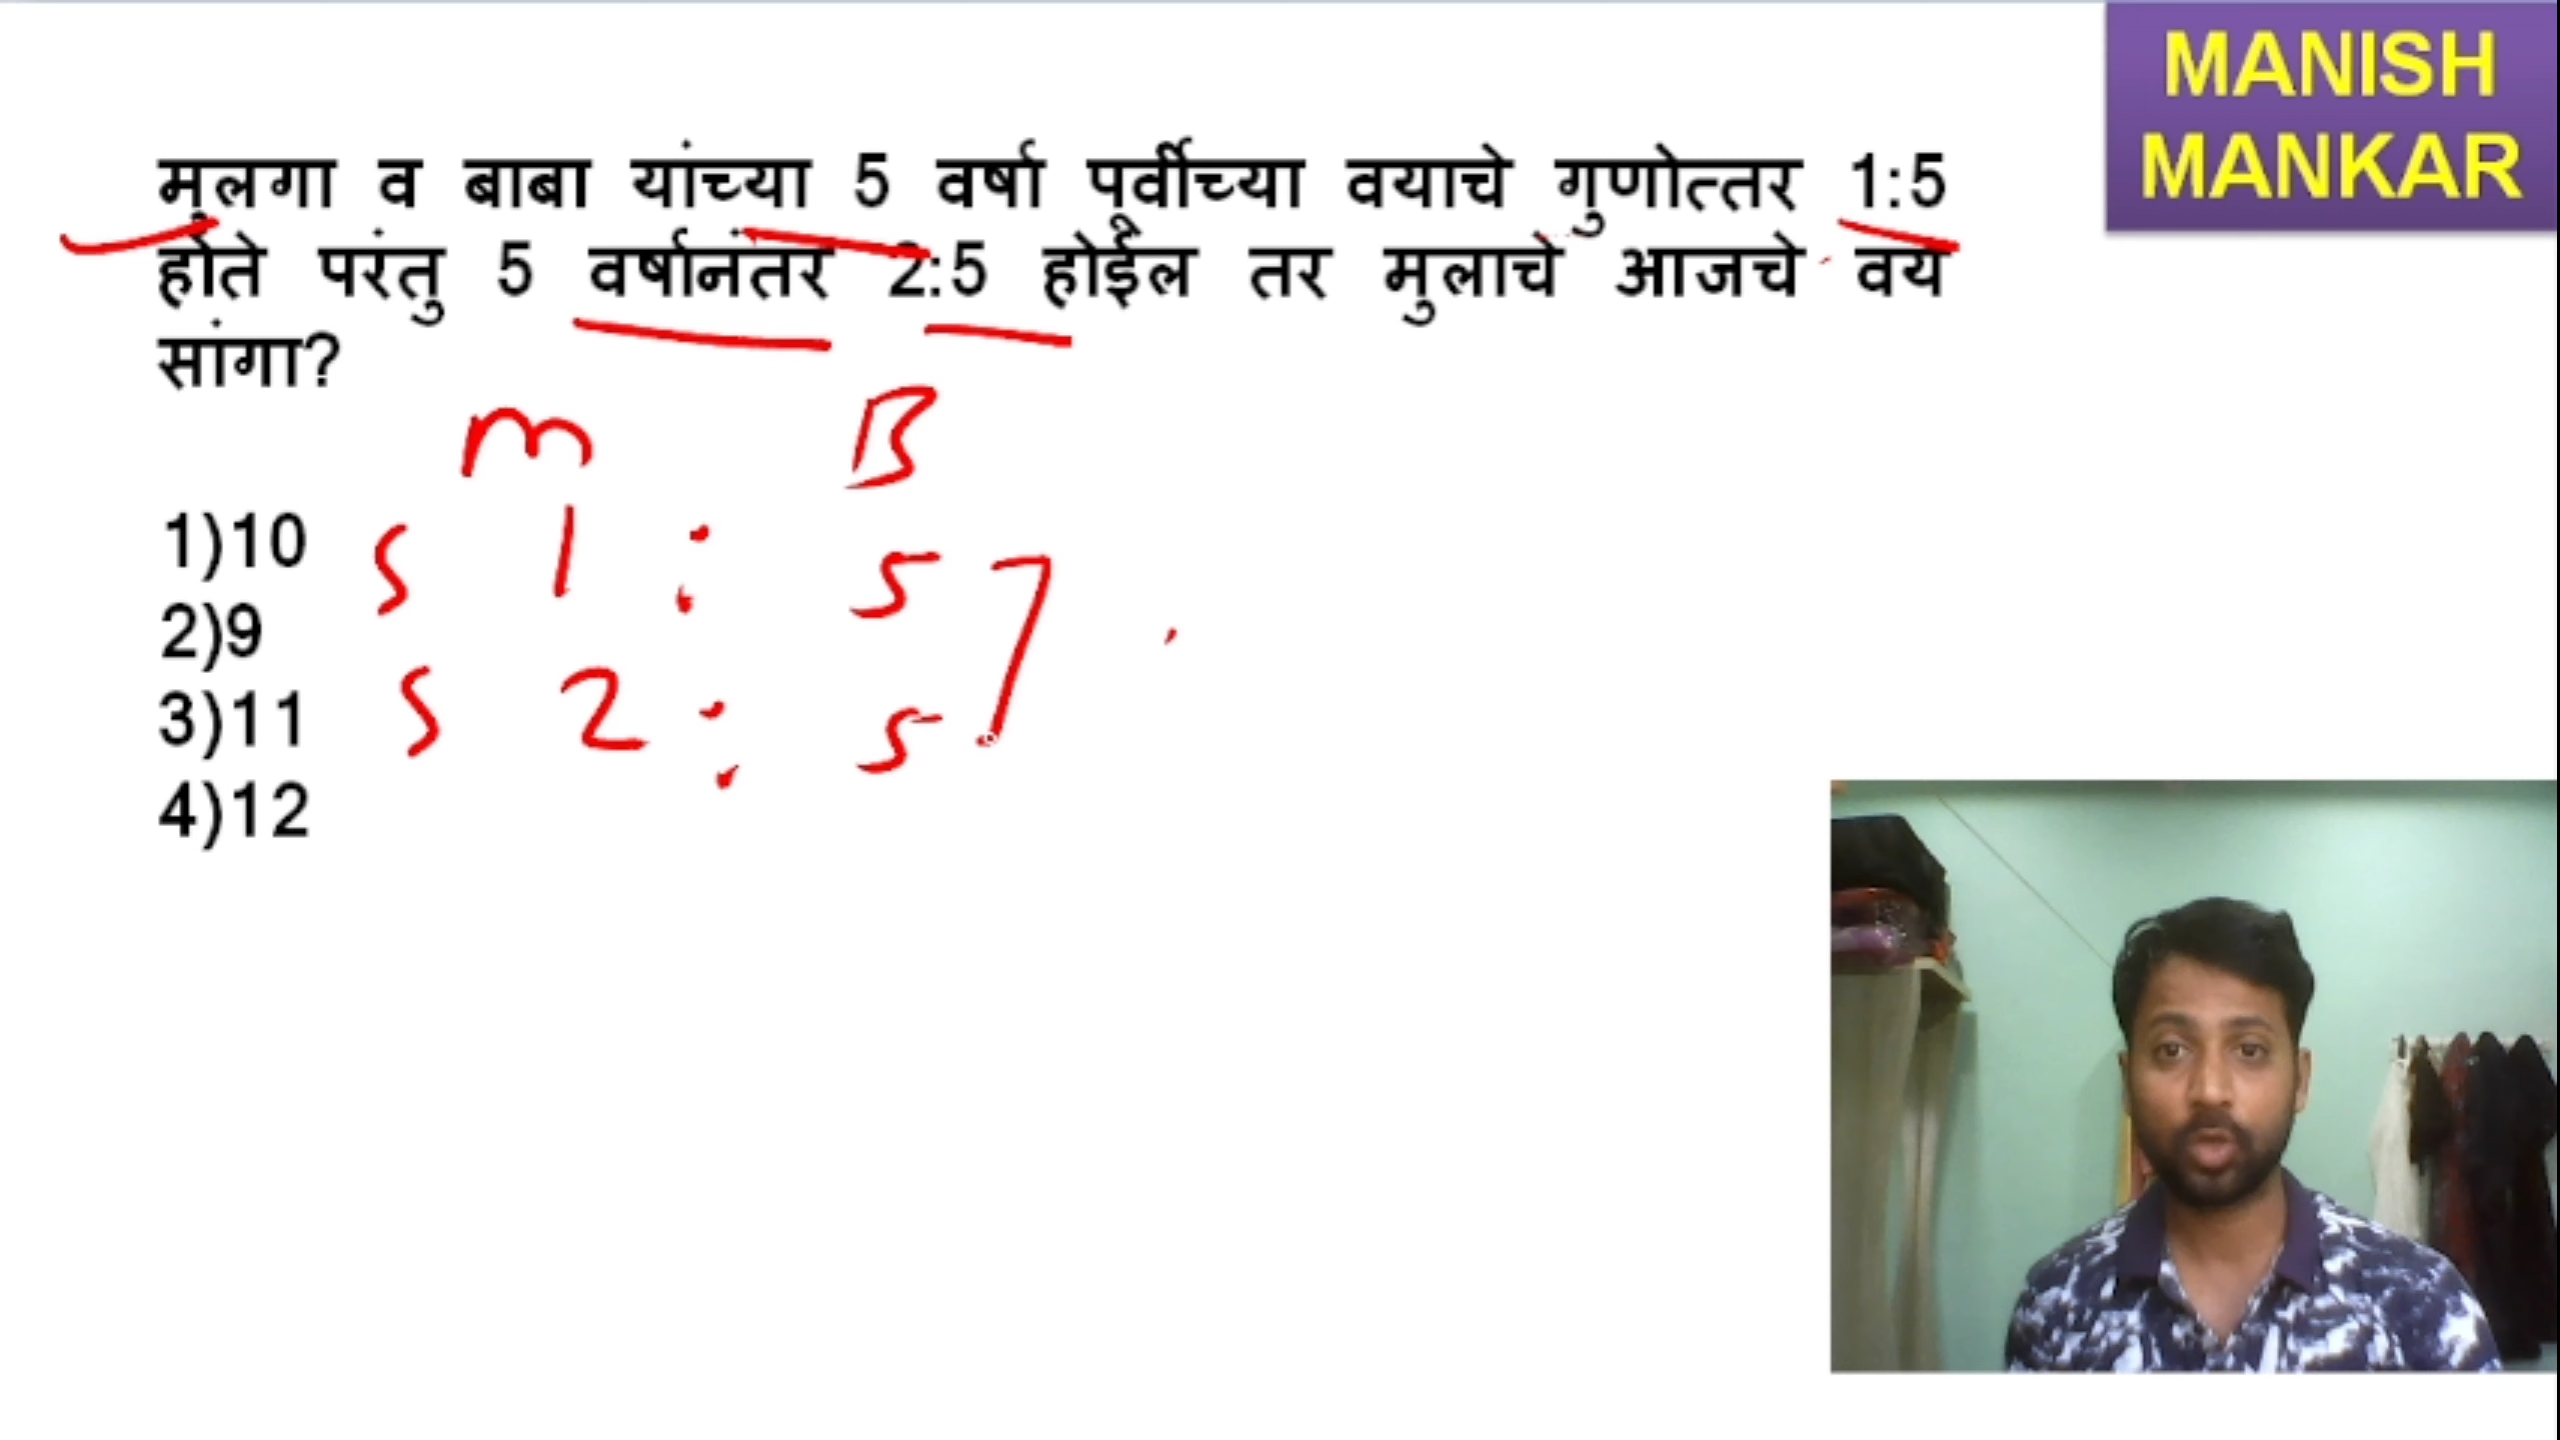 MANISH
MANKAR
मुलगा व बाबा यांच्या 5 वर्षा पूर्वीच्या वयाचे गुणोत्तर 1:5
होते परंतु 5 वर्षानंतर 2:5 होईल तर मुलाचे आजचे वय
सांगा?
m B
1)10
5 1 : 5
2)9
3)11
5 2 : 5
4)12